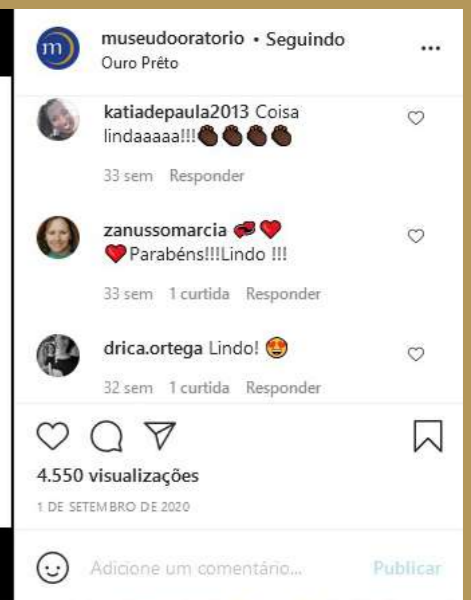 m
museudooratorio • Seguindo
Ouro Prêto
katiadepaula2013 Coisa
lindaaaaa!!!👏🏿👏🏿👏🏿👏🏿
33 sem Responder
zanussomarcia 💞❤️
❤️Parabéns!!!Lindo !!!
33 sem 1 curtida Responder
drica.ortega Lindo! 😍
32 sem 1 curtida Responder
4.550 visualizações
1 DE SETEMBRO DE 2020
Adicione um comentário... Publicar